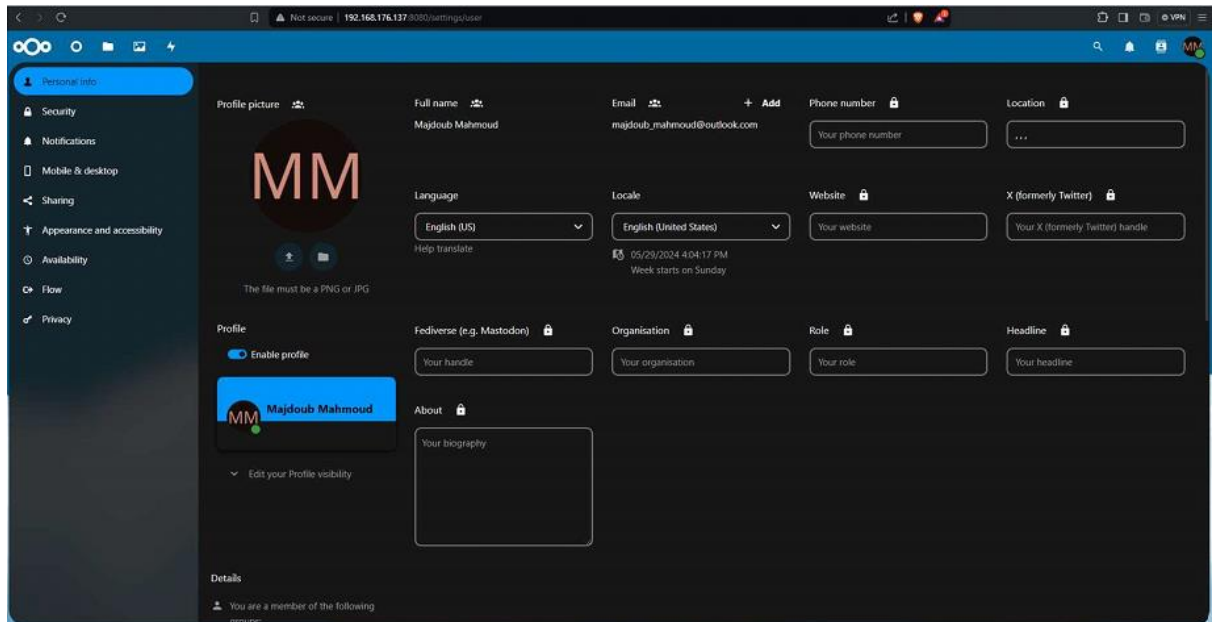 Not secure | 192.168.176.137:8080/settings/user
VPN
MM
Personal info
Security
Notifications
Mobile & desktop
Sharing
Appearance and accessibility
Availability
Flow
Privacy
Profile picture
MM
The file must be a PNG or JPG
Full name
Majdoub Mahmoud
Email
+ Add
majdoub_mahmoud@outlook.com
Phone number
Your phone number
Location
...
Language
English (US)
Help translate
Locale
English (United States)
05/29/2024 4:04:17 PM
Week starts on Sunday
Website
Your website
X (formerly Twitter)
Your X (formerly Twitter) handle
Profile
Enable profile
MM
Majdoub Mahmoud
Edit your Profile visibility
Fediverse (e.g. Mastodon)
Your handle
Organisation
Your organisation
Role
Your role
Headline
Your headline
About
Your biography
Details
You are a member of the following
groups: